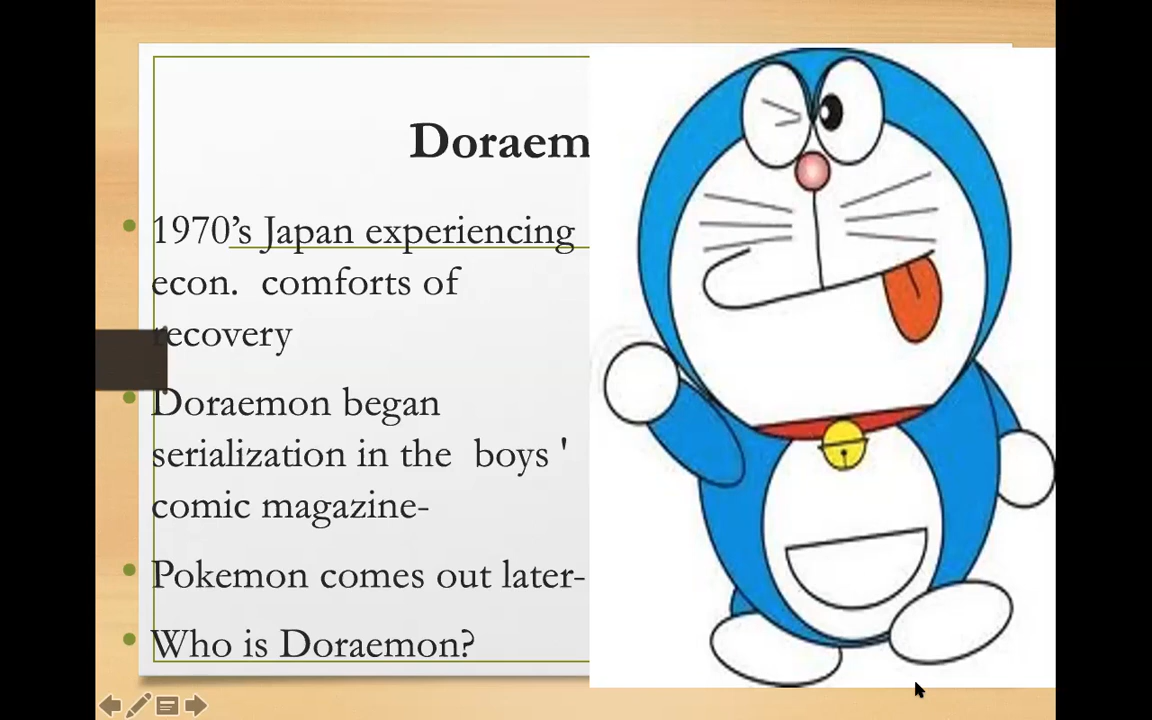 Doraem
1970’s Japan experiencing
econ.  comforts of
recovery
Doraemon began
serialization in the  boys '
comic magazine-
Pokemon comes out later-
Who is Doraemon?